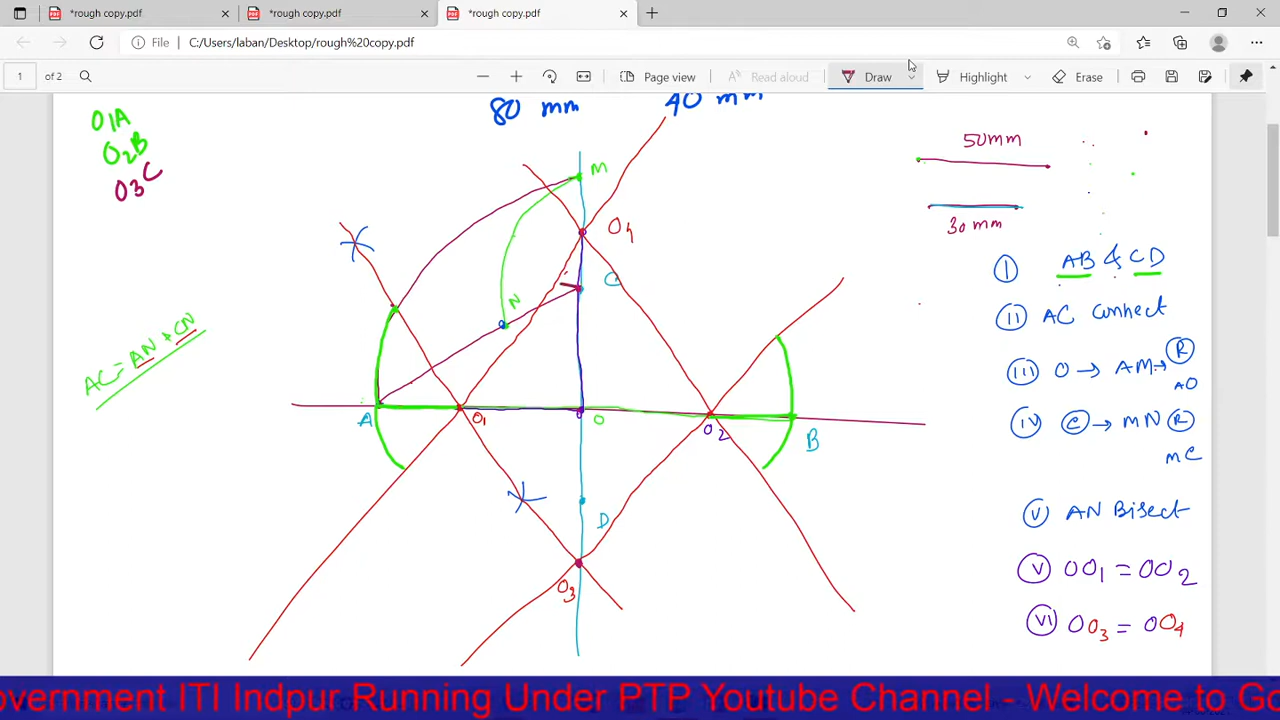 *rough copy.pdf
*rough copy.pdf
*rough copy.pdf
File
C:/Users/laban/Desktop/rough%20copy.pdf
1
of 2
Page view
Read aloud
Draw
Highlight
Erase
80 mm
40 mm
O1A
O2B
O3C
50mm
30mm
M
O4
C
N
AC = AN + CN
A
O1
O
O2
B
D
O3
I AB & CD
II AC connect
III O → AM → R
AO
IV C → MN R
MC
V AN Bisect
V OO1 = OO2
VI OO3 = OO4
overnment ITI Indpur Running Under PTP Youtube Channel - Welcome to Go